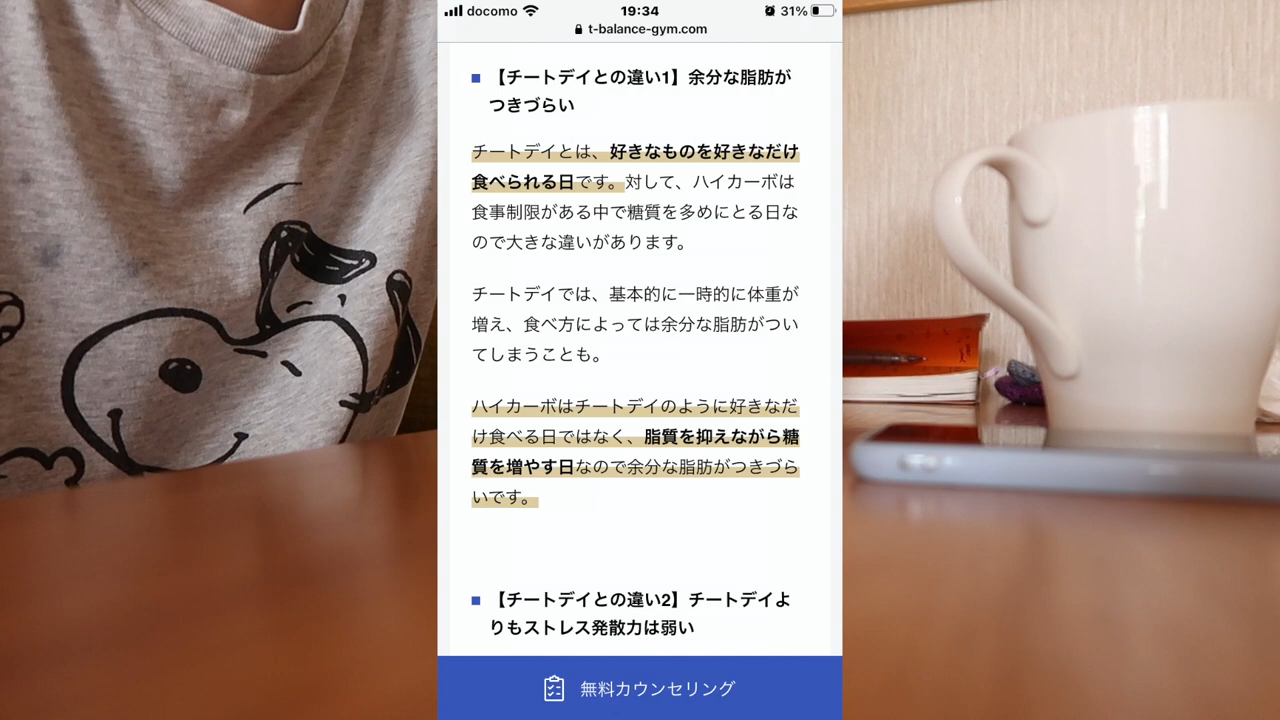 docomo
19:34
31%
t-balance-gym.com
【チートデイとの違い1】余分な脂肪が
つきづらい
チートデイとは、好きなものを好きなだけ
食べられる日です。対して、ハイカーボは
食事制限がある中で糖質を多めにとる日な
ので大きな違いがあります。
チートデイでは、基本的に一時的に体重が
増え、食べ方によっては余分な脂肪がつい
てしまうことも。
ハイカーボはチートデイのように好きなだ
け食べる日ではなく、脂質を抑えながら糖
質を増やす日なので余分な脂肪がつきづら
いです。
【チートデイとの違い2】チートデイよ
りもストレス発散力は弱い
無料カウンセリング